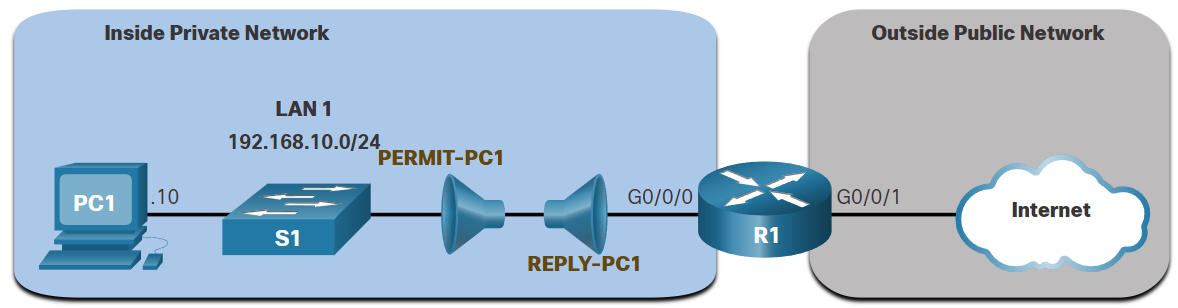 Inside Private Network
Outside Public Network
LAN 1
192.168.10.0/24
PERMIT-PC1
PC1
.10
S1
REPLY-PC1
G0/0/0
R1
G0/0/1
Internet